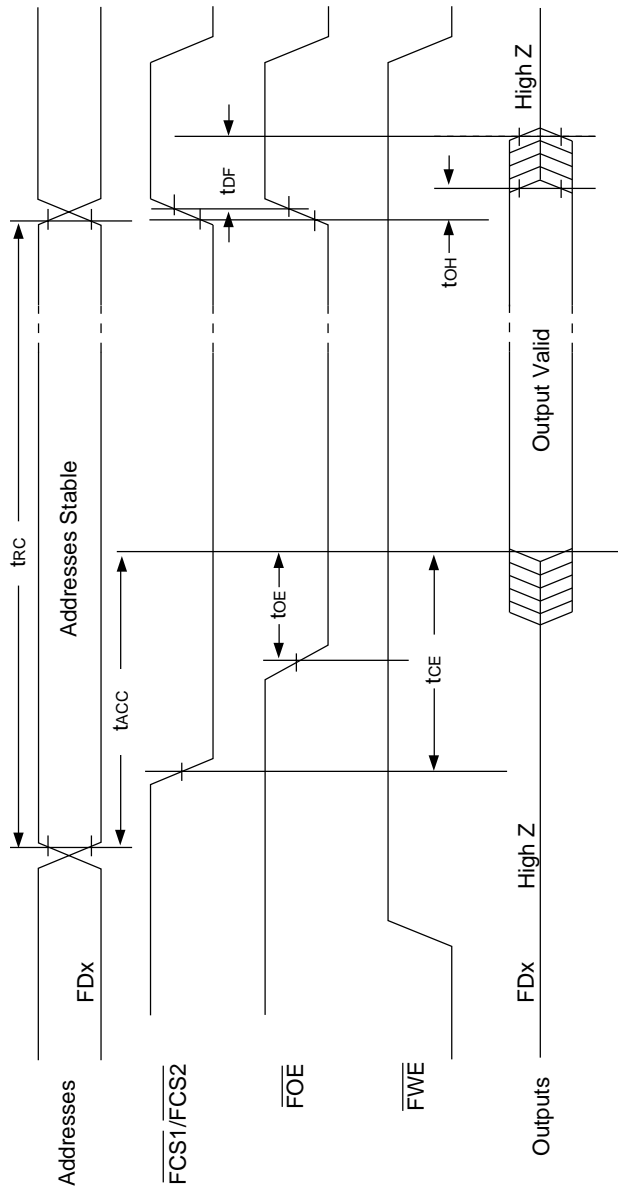 tRC
Addresses
FDx
Addresses Stable
tACC
FCS1/FCS2
tDF
FOE
tOE
tOH
FWE
tCE
Outputs
FDx
High Z
Output Valid
High Z